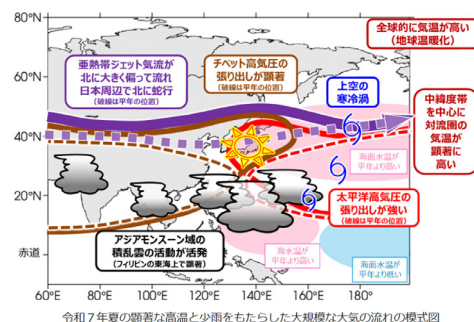 80°N
60°N
40°N
20°N
赤道
60°E
80°E
100°E
120°E
140°E
160°E
180°
160°W
全球的に気温が高い
(地球温暖化)
亜熱帯ジェット気流が
北に大きく偏って流れ
日本周辺で北に蛇行
(破線は平年の位置)
チベット高気圧の
張り出しが顕著
(破線は平年の位置)
上空の
寒冷渦
中緯度帯
を中心に
対流圏の
気温が
顕著に
高い
海面水温が
平年より高い
太平洋高気圧の
張り出しが強い
(破線は平年の位置)
アジアモンスーン域の
積乱雲の活動が活発
(フィリピンの東海上で顕著)
海水温が
平年より高い
海面水温が
平年より低い
令和7年夏の顕著な高温と少雨をもたらした大規模な大気の流れの模式図